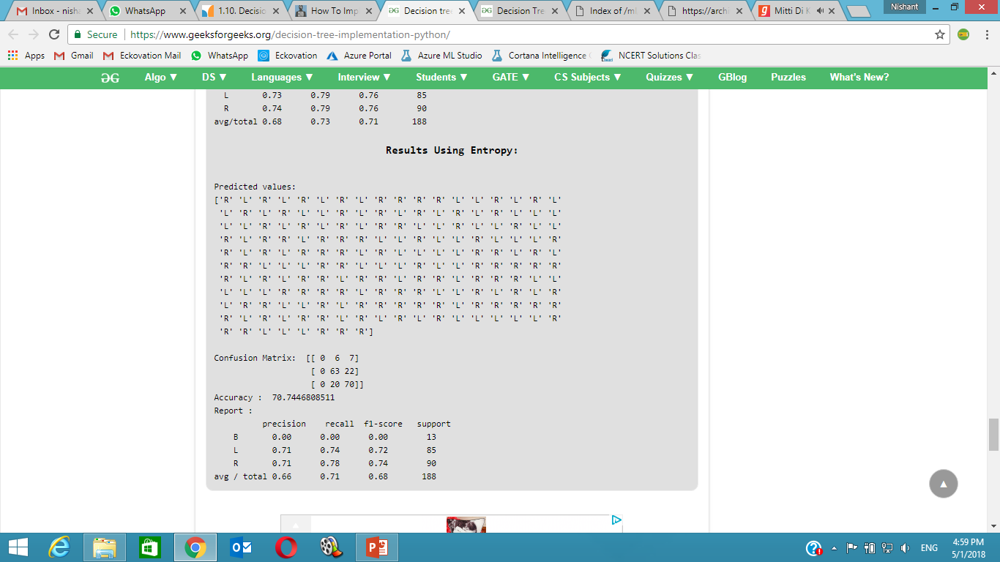 Inbox - nish
WhatsApp
1.10. Decisic
How To Imp
Decision tre
Decision Tre
Index of /ml
https://archi
Mitti Di K
Nishant
Secure https://www.geeksforgeeks.org/decision-tree-implementation-python/
Apps Gmail Eckovation Mail WhatsApp Eckovation Azure Portal Azure ML Studio Cortana Intelligence NCERT Solutions Clas
Algo ▼ DS ▼ Languages ▼ Interview ▼ Students ▼ GATE ▼ CS Subjects ▼ Quizzes ▼ GBlog Puzzles What's New?
L 0.73 0.79 0.76 85
R 0.74 0.79 0.76 90
avg/total 0.68 0.73 0.71 188
Results Using Entropy:
Predicted values:
['R' 'L' 'R' 'L' 'R' 'L' 'R' 'L' 'R' 'R' 'R' 'R' 'L' 'L' 'R' 'L' 'R' 'L'
'L' 'R' 'L' 'R' 'L' 'L' 'R' 'L' 'R' 'L' 'R' 'L' 'R' 'L' 'R' 'L' 'L' 'L'
'L' 'L' 'R' 'L' 'R' 'L' 'R' 'L' 'R' 'R' 'L' 'L' 'R' 'L' 'L' 'R' 'L' 'L'
'R' 'L' 'R' 'R' 'L' 'R' 'R' 'R' 'L' 'L' 'R' 'L' 'L' 'R' 'L' 'L' 'L' 'R'
'R' 'L' 'R' 'L' 'R' 'R' 'R' 'L' 'R' 'L' 'L' 'L' 'L' 'R' 'R' 'L' 'R' 'L'
'R' 'R' 'L' 'L' 'R' 'R' 'L' 'L' 'L' 'L' 'R' 'L' 'L' 'R' 'R' 'R' 'R' 'R'
'R' 'L' 'R' 'L' 'R' 'R' 'L' 'R' 'R' 'L' 'R' 'R' 'L' 'R' 'R' 'R' 'L' 'L'
'L' 'L' 'L' 'R' 'R' 'R' 'R' 'R' 'L' 'R' 'R' 'R' 'L' 'L' 'R' 'L' 'R' 'L' 'R'
'L' 'R' 'R' 'L' 'L' 'R' 'L' 'R' 'R' 'R' 'R' 'R' 'L' 'R' 'R' 'R' 'R' 'R'
'R' 'L' 'R' 'L' 'R' 'R' 'L' 'R' 'L' 'R' 'L' 'R' 'L' 'L' 'L' 'L' 'L' 'R'
'R' 'R' 'L' 'L' 'L' 'R' 'R' 'R']
Confusion Matrix: [[ 0 6 7]
[ 0 63 22]
[ 0 20 70]]
Accuracy : 70.7446808511
Report :
precision recall f1-score support
B 0.00 0.00 0.00 13
L 0.71 0.74 0.72 85
R 0.71 0.78 0.74 90
avg / total 0.66 0.71 0.68 188
ENG
4:59 PM
5/1/2018